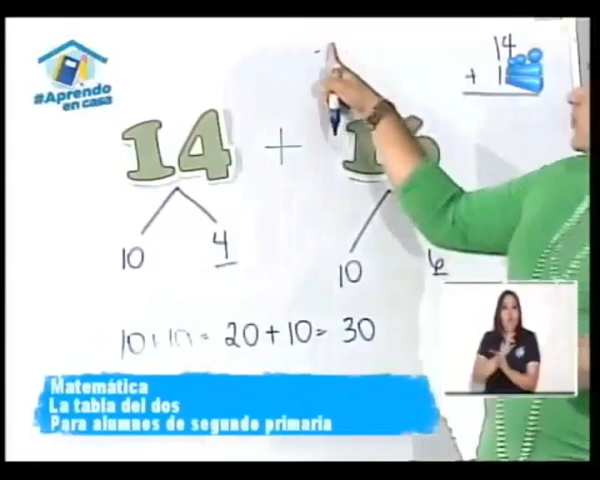 #Aprendo
en casa
14
+ 1
14 +
10 4
10 6
10+10= 20+10= 30
Matemática
La tabla del dos
Para alumnos de segundo primaria